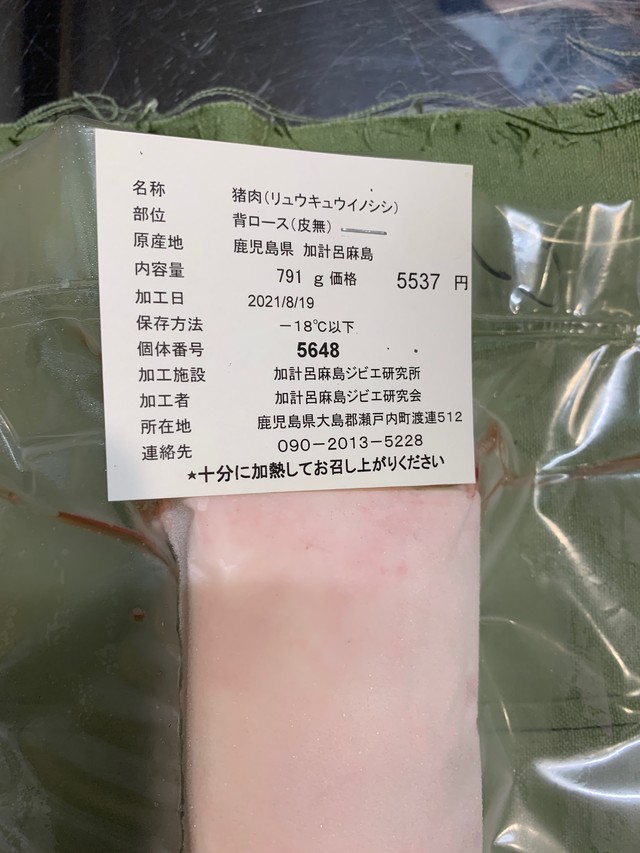 名称 猪肉(リュウキュウイノシシ)
部位 背ロース(皮無)
原産地 鹿児島県 加計呂麻島
内容量 791 g 価格 5537 円
加工日 2021/8/19
保存方法 －18℃以下
個体番号 5648
加工施設 加計呂麻島ジビエ研究所
加工者 加計呂麻島ジビエ研究会
所在地 鹿児島県大島郡瀬戸内町渡連512
連絡先 090－2013－5228
★十分に加熱してお召し上がりください